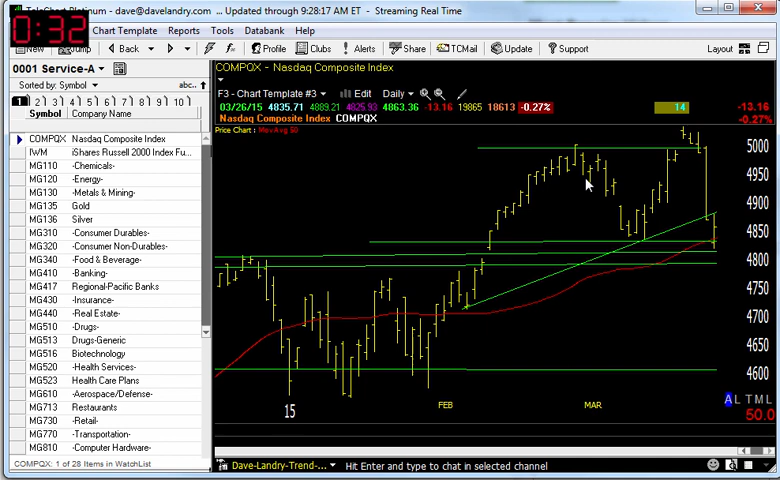 TeleChart Platinum - dave@davelandry.com ... Updated through 9:28:17 AM ET - Streaming Real Time
0:32
New Jump Chart Template Reports Tools Databank Help
Back Profile Clubs Alerts Share TCMail Update Support Layout
0001 Service-A
Sorted by: Symbol abc..
1 2 3 4 5 6 7 8 9 10
Symbol Company Name
COMPQX Nasdaq Composite Index
IWM iShares Russell 2000 Index Fu...
MG110 -Chemicals-
MG120 -Energy-
MG130 -Metals & Mining-
MG135 Gold
MG136 Silver
MG310 -Consumer Durables-
MG320 -Consumer Non-Durables-
MG340 -Food & Beverage-
MG410 -Banking-
MG417 Regional-Pacific Banks
MG430 -Insurance-
MG440 -Real Estate-
MG510 -Drugs-
MG513 Drugs-Generic
MG516 Biotechnology
MG520 -Health Services-
MG523 Health Care Plans
MG610 -Aerospace/Defense-
MG713 Restaurants
MG730 -Retail-
MG770 -Transportation-
MG810 -Computer Hardware-
COMPQX: 1 of 28 Items in WatchList
COMPQX - Nasdaq Composite Index
F3 - Chart Template #3 Edit Daily
03/26/15 4835.71 4889.21 4825.93 4863.36 -13.16 19865 18613 -0.27% 14 -13.16
Nasdaq Composite Index COMPQX -0.27%
Price Chart : MovAvg 50
5000
4950
4900
4850
4800
4750
4700
4650
4600
A L T M L
15 FEB MAR 50.0
Dave-Landry-Trend-... Hit Enter and type to chat in selected channel